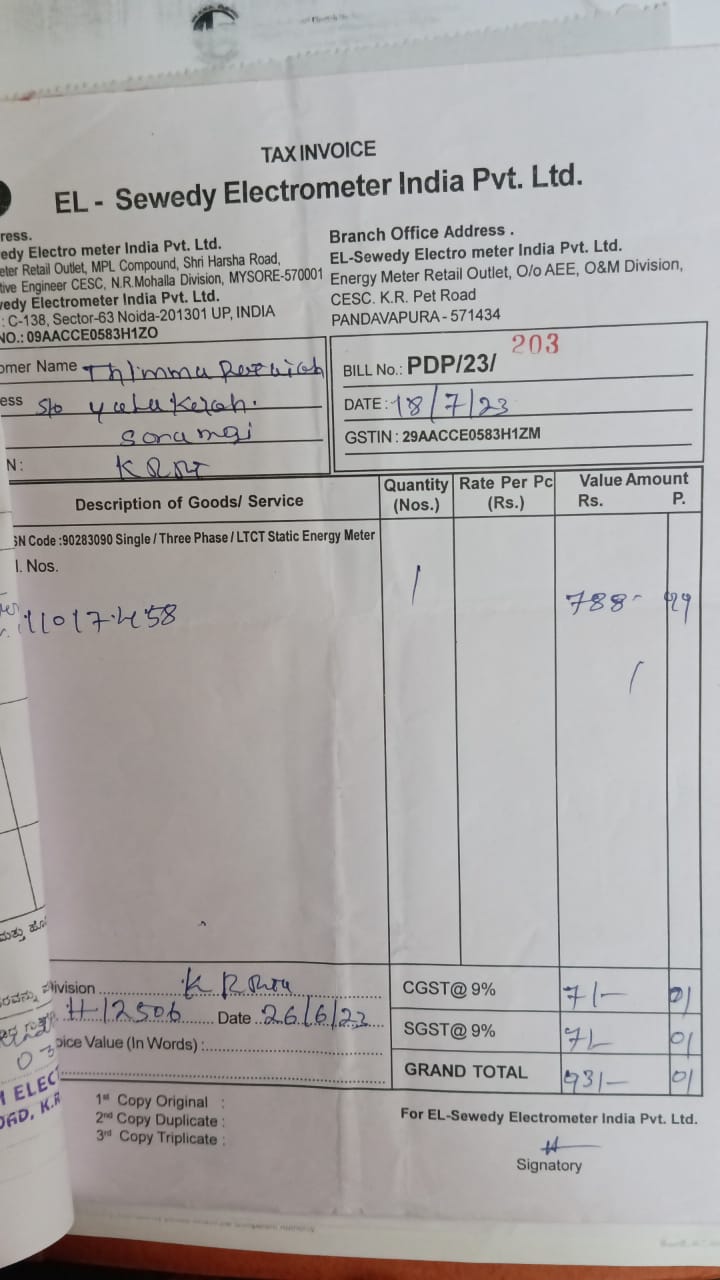 TAX INVOICE
EL - Sewedy Electrometer India Pvt. Ltd.
ress.
edy Electro meter India Pvt. Ltd.
eter Retail Outlet, MPL Compound, Shri Harsha Road,
tive Engineer CESC, N.R.Mohalla Division, MYSORE-570001
wedy Electrometer India Pvt. Ltd.
: C-138, Sector-63 Noida-201301 UP, INDIA
NO.: 09AACCE0583H1ZO
Branch Office Address .
EL-Sewedy Electro meter India Pvt. Ltd.
Energy Meter Retail Outlet, O/o AEE, O&M Division,
CESC. K.R. Pet Road
PANDAVAPURA - 571434
omer Name Thimma
ess S/o
N:
BILL No.: PDP/23/ 203
DATE : 18/7/23
GSTIN : 29AACCE0583H1ZM
Description of Goods/ Service Quantity (Nos.) Rate Per Pc (Rs.) Value Amount Rs. P.
SN Code :90283090 Single / Three Phase / LTCT Static Energy Meter
l. Nos. 1
11017458 788- 99
ivision K R CGST@ 9% 71- 01
H-12506 Date 26/6/23 SGST@ 9% 71- 01
oice Value (In Words) : GRAND TOTAL 931- 01
1st Copy Original :
2nd Copy Duplicate :
3rd Copy Triplicate :
For EL-Sewedy Electrometer India Pvt. Ltd.
Signatory
ಮತ್ತು
03
ELEC
OAD, K.R